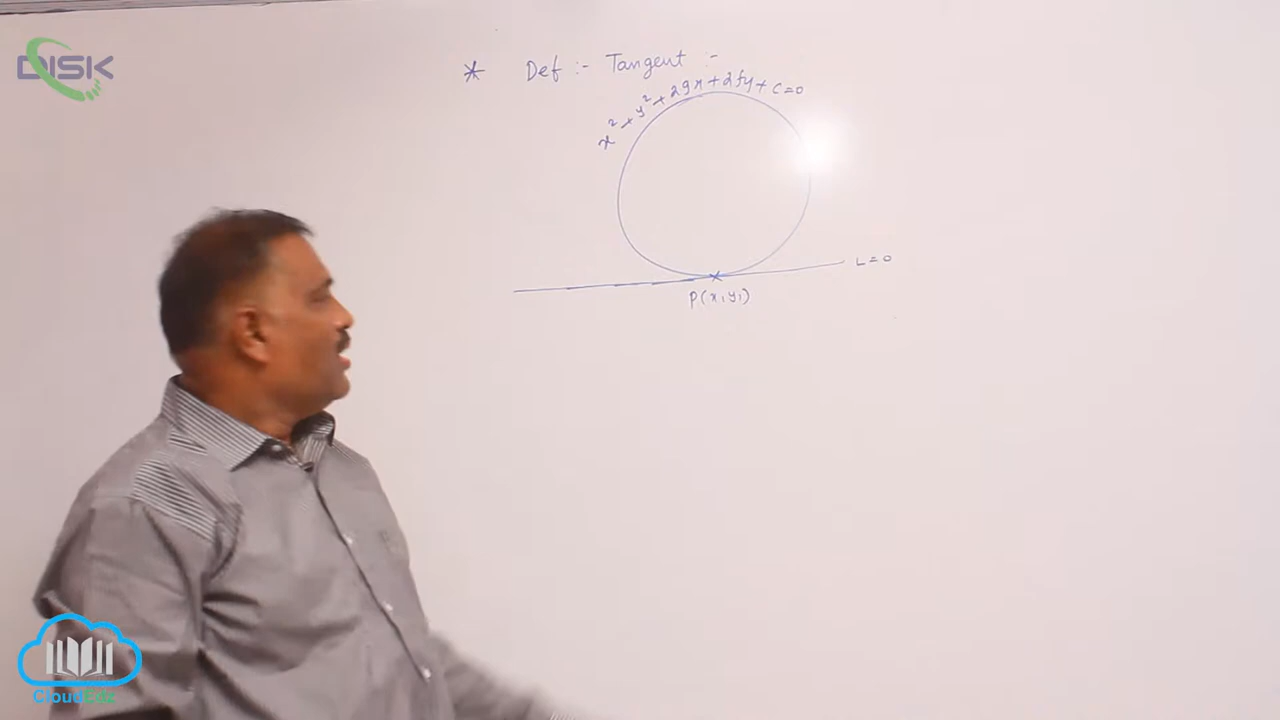 DISK
* Def :- Tangent :-
x² + y² + 2gx + 2fy + c = 0
L = 0
P(x₁ y₁)
CloudEdz